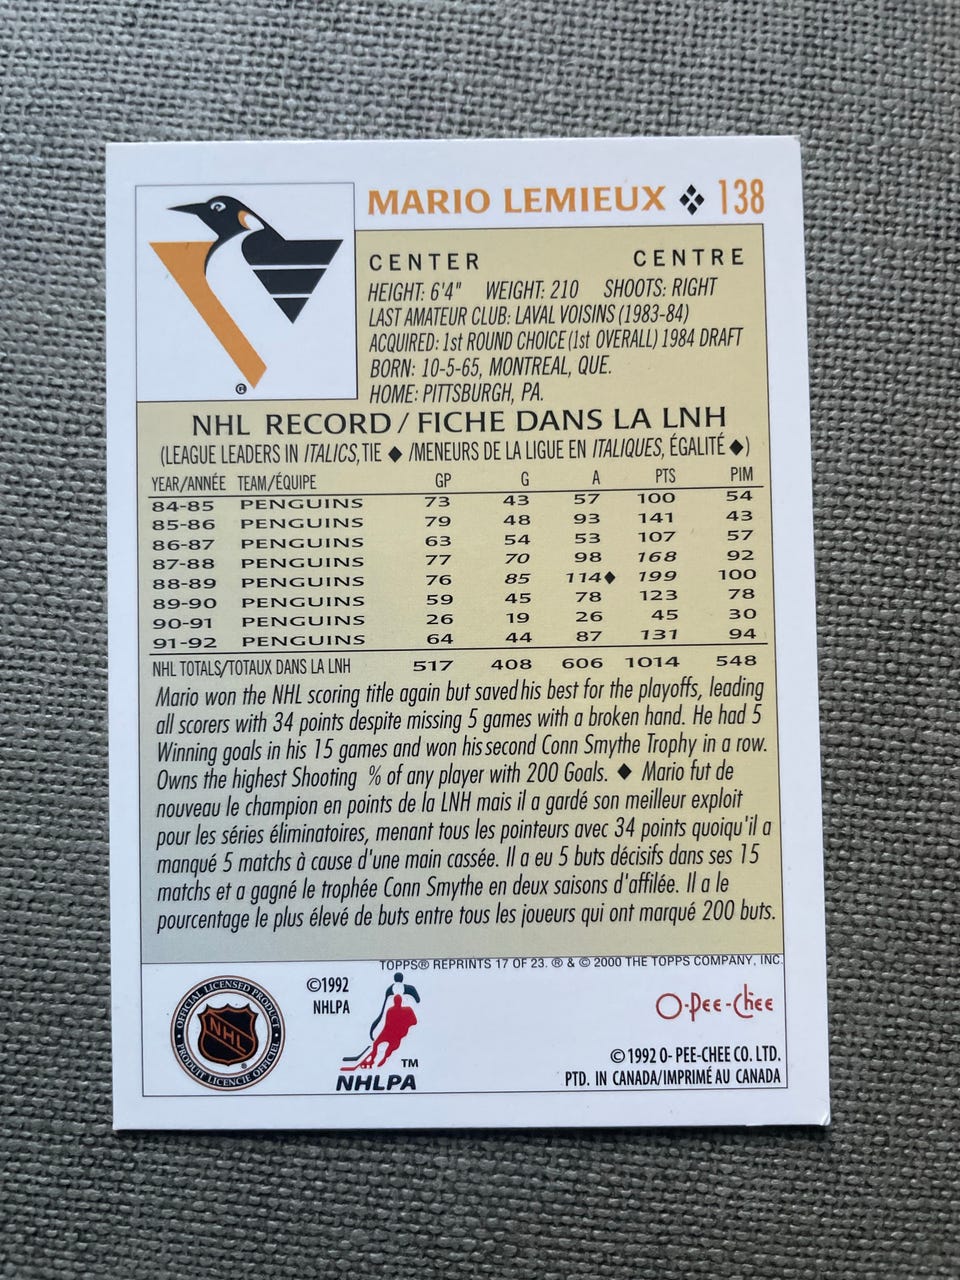 MARIO LEMIEUX ❖ 138
CENTER CENTRE
HEIGHT: 6'4" WEIGHT: 210 SHOOTS: RIGHT
LAST AMATEUR CLUB: LAVAL VOISINS (1983-84)
ACQUIRED: 1st ROUND CHOICE (1st OVERALL) 1984 DRAFT
BORN: 10-5-65, MONTREAL, QUE.
HOME: PITTSBURGH, PA.
NHL RECORD / FICHE DANS LA LNH
(LEAGUE LEADERS IN ITALICS, TIE ◆ /MENEURS DE LA LIGUE EN ITALIQUES, ÉGALITÉ ◆)
YEAR/ANNÉE TEAM/ÉQUIPE GP G A PTS PIM
84-85 PENGUINS 73 43 57 100 54
85-86 PENGUINS 79 48 93 141 43
86-87 PENGUINS 63 54 53 107 57
87-88 PENGUINS 77 70 98 168 92
88-89 PENGUINS 76 85 114◆ 199 100
89-90 PENGUINS 59 45 78 123 78
90-91 PENGUINS 26 19 26 45 30
91-92 PENGUINS 64 44 87 131 94
NHL TOTALS/TOTAUX DANS LA LNH 517 408 606 1014 548
Mario won the NHL scoring title again but saved his best for the playoffs, leading
all scorers with 34 points despite missing 5 games with a broken hand. He had 5
Winning goals in his 15 games and won his second Conn Smythe Trophy in a row.
Owns the highest Shooting % of any player with 200 Goals. ◆ Mario fut de
nouveau le champion en points de la LNH mais il a gardé son meilleur exploit
pour les séries éliminatoires, menant tous les pointeurs avec 34 points quoiqu'il a
manqué 5 matchs à cause d'une main cassée. Il a eu 5 buts décisifs dans ses 15
matchs et a gagné le trophée Conn Smythe en deux saisons d'affilée. Il a le
pourcentage le plus élevé de buts entre tous les joueurs qui ont marqué 200 buts.
TOPPS® REPRINTS 17 OF 23. ® & © 2000 THE TOPPS COMPANY, INC.
OFFICIAL LICENSED PRODUCT
NHL
PRODUIT LICENCIE OFFICIEL
©1992
NHLPA
TM
NHLPA
O-Pee-Chee
© 1992 O- PEE-CHEE CO. LTD.
PTD. IN CANADA/IMPRIMÉ AU CANADA